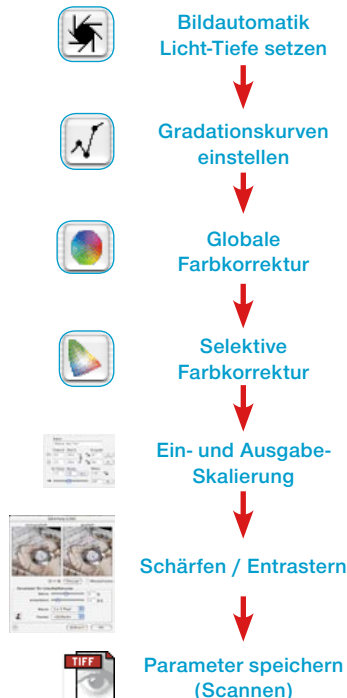 Bildautomatik
Licht-Tiefe setzen
Gradationskurven
einstellen
Globale
Farbkorrektur
Selektive
Farbkorrektur
Ein- und Ausgabe-
Skalierung
Schärfen / Entrastern
TIFF
Parameter speichern
(Scannen)